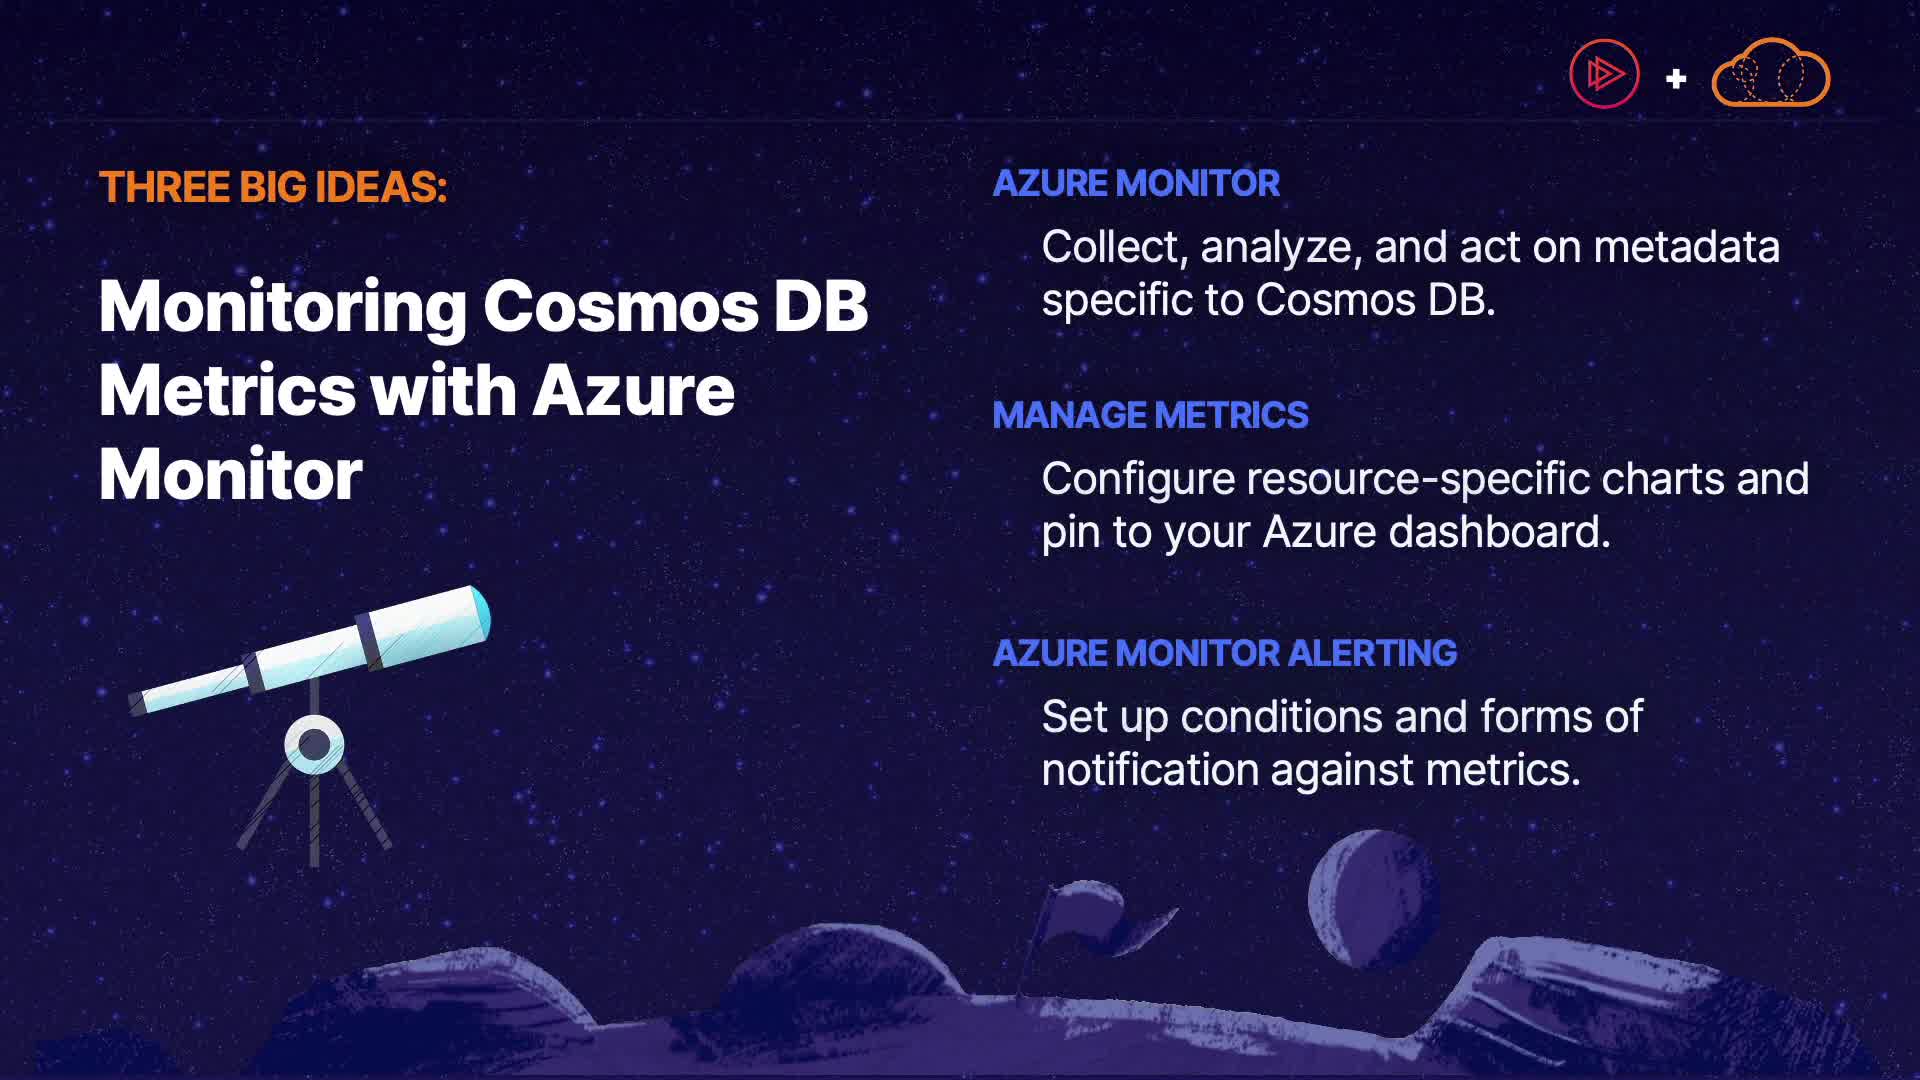 THREE BIG IDEAS:
Monitoring Cosmos DB
Metrics with Azure
Monitor
AZURE MONITOR
Collect, analyze, and act on metadata
specific to Cosmos DB.
MANAGE METRICS
Configure resource-specific charts and
pin to your Azure dashboard.
AZURE MONITOR ALERTING
Set up conditions and forms of
notification against metrics.